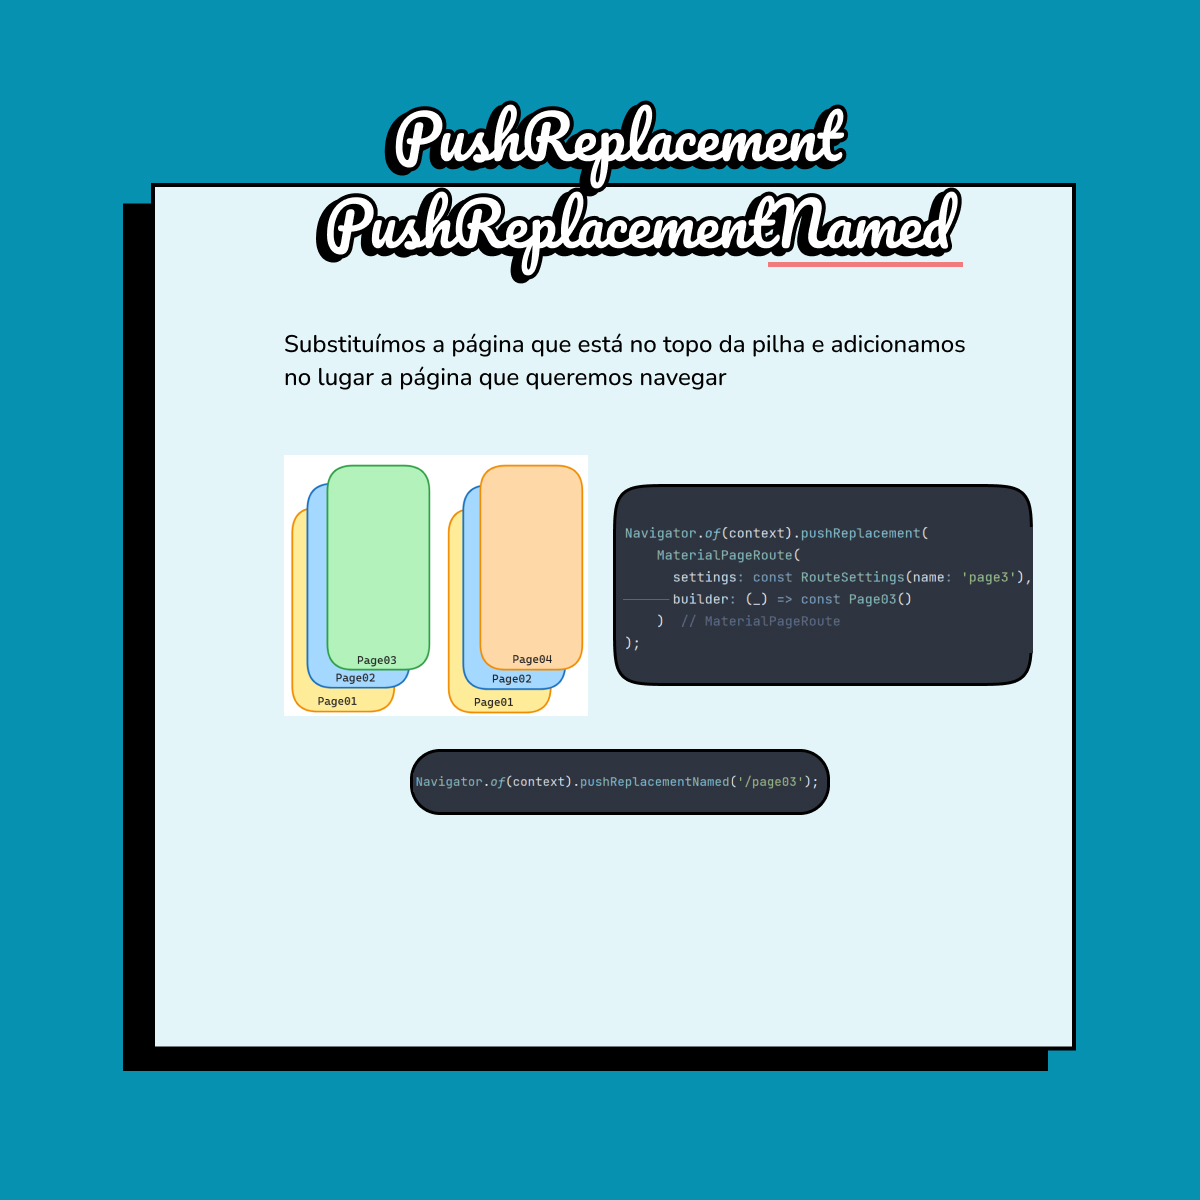 PushReplacement
PushReplacementNamed
Substituímos a página que está no topo da pilha e adicionamos
no lugar a página que queremos navegar
Page03
Page02
Page01
Page04
Page02
Page01
Navigator.of(context).pushReplacement(
MaterialPageRoute(
settings: const RouteSettings(name: 'page3'),
builder: (_) => const Page03()
) // MaterialPageRoute
);
Navigator.of(context).pushReplacementNamed('/page03');